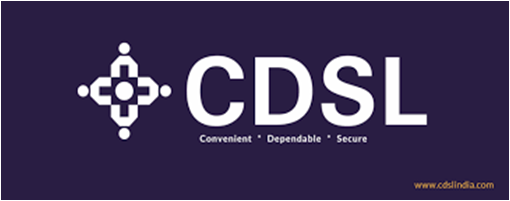 CDSL
Convenient * Dependable * Secure
www.cdslindia.com